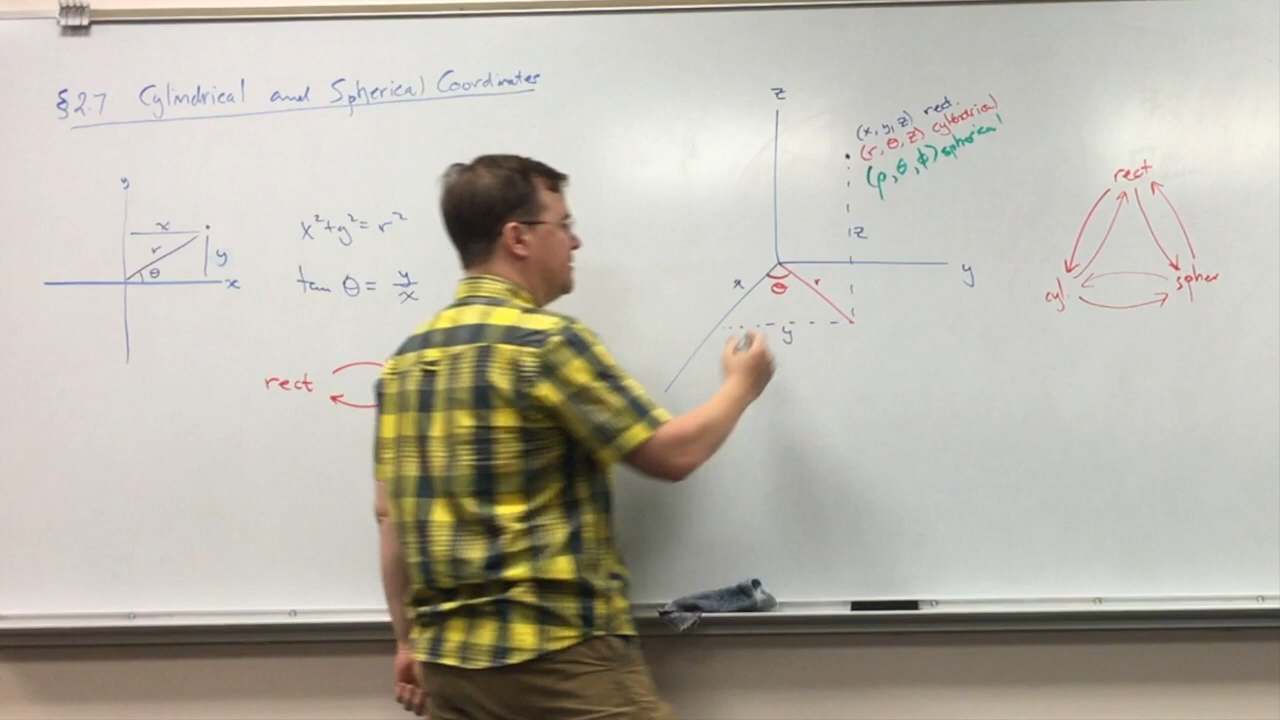 §2.7 Cylindrical and Spherical Coordinates
y
x
r
θ
y
x
x²+y²=r²
tan θ = y/x
rect
z
(x, y, z) rect.
(r, θ, z) cylindrical
(ρ, θ, φ) spherical
z
x
θ
r
y
y
rect
cyl.
spher